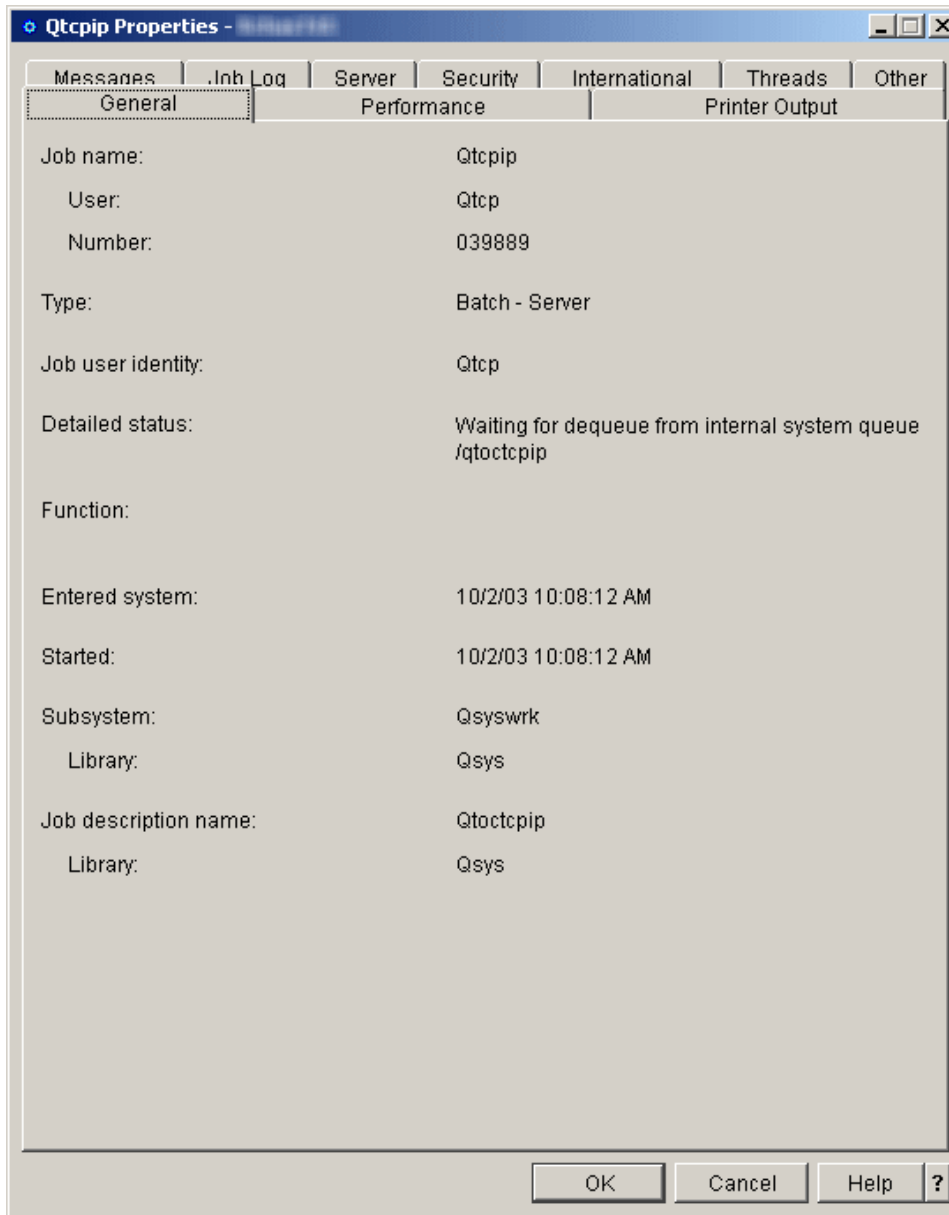 Qtcpip Properties -
Messages Job Log Server Security International Threads Other
General Performance Printer Output
Job name: Qtcpip
User: Qtcp
Number: 039889
Type: Batch - Server
Job user identity: Qtcp
Detailed status: Waiting for dequeue from internal system queue
/qtoctcpip
Function:
Entered system: 10/2/03 10:08:12 AM
Started: 10/2/03 10:08:12 AM
Subsystem: Qsyswrk
Library: Qsys
Job description name: Qtoctcpip
Library: Qsys
OK Cancel Help ?